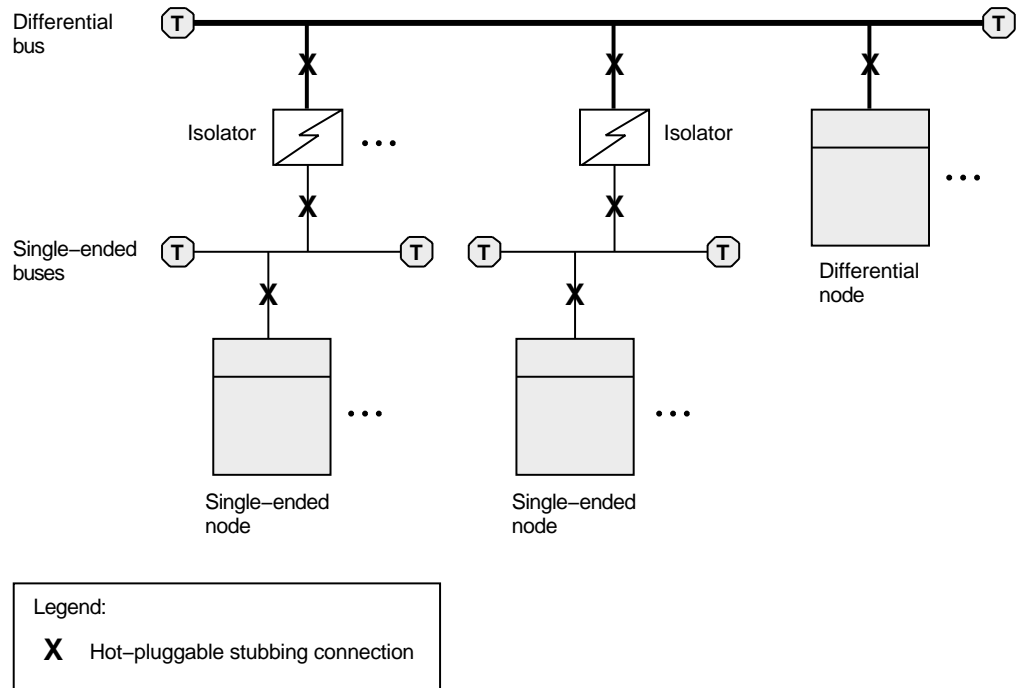 Differential
bus
T
T
X
X
X
Isolator
• • •
Isolator
• • •
X
X
Single–ended
buses
T
T
T
T
Differential
node
X
X
• • •
• • •
Single–ended
node
Single–ended
node
Legend:
X Hot–pluggable stubbing connection